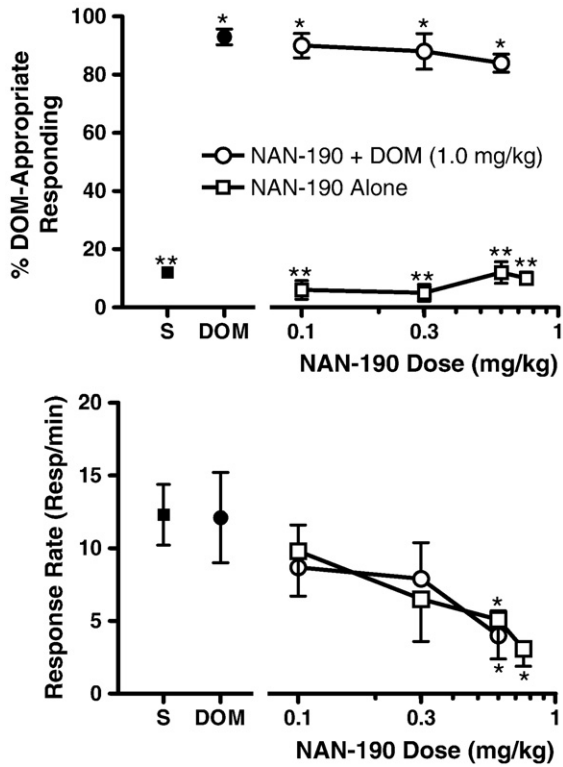 % DOM-Appropriate
Responding
100
80
60
40
20
0
*
*
*
*
NAN-190 + DOM (1.0 mg/kg)
NAN-190 Alone
**
**
**
**
**
S
DOM
0.1
0.3
1
NAN-190 Dose (mg/kg)
Response Rate (Resp/min)
20
15
10
5
0
*
*
*
S
DOM
0.1
0.3
1
NAN-190 Dose (mg/kg)